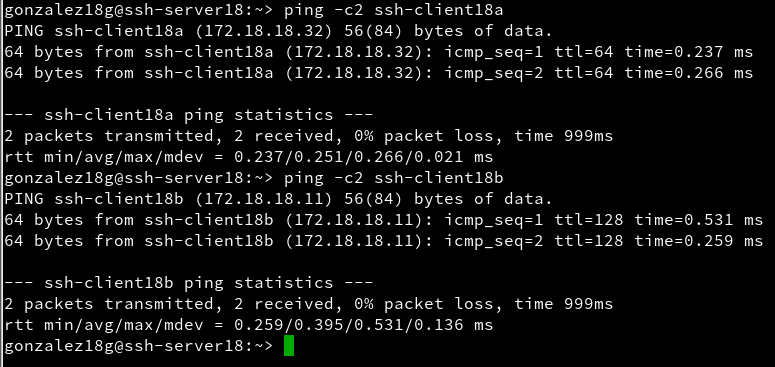 gonzalez18g@ssh-server18:~> ping -c2 ssh-client18a
PING ssh-client18a (172.18.18.32) 56(84) bytes of data.
64 bytes from ssh-client18a (172.18.18.32): icmp_seq=1 ttl=64 time=0.237 ms
64 bytes from ssh-client18a (172.18.18.32): icmp_seq=2 ttl=64 time=0.266 ms
--- ssh-client18a ping statistics ---
2 packets transmitted, 2 received, 0% packet loss, time 999ms
rtt min/avg/max/mdev = 0.237/0.251/0.266/0.021 ms
gonzalez18g@ssh-server18:~> ping -c2 ssh-client18b
PING ssh-client18b (172.18.18.11) 56(84) bytes of data.
64 bytes from ssh-client18b (172.18.18.11): icmp_seq=1 ttl=128 time=0.531 ms
64 bytes from ssh-client18b (172.18.18.11): icmp_seq=2 ttl=128 time=0.259 ms
--- ssh-client18b ping statistics ---
2 packets transmitted, 2 received, 0% packet loss, time 999ms
rtt min/avg/max/mdev = 0.259/0.395/0.531/0.136 ms
gonzalez18g@ssh-server18:~>